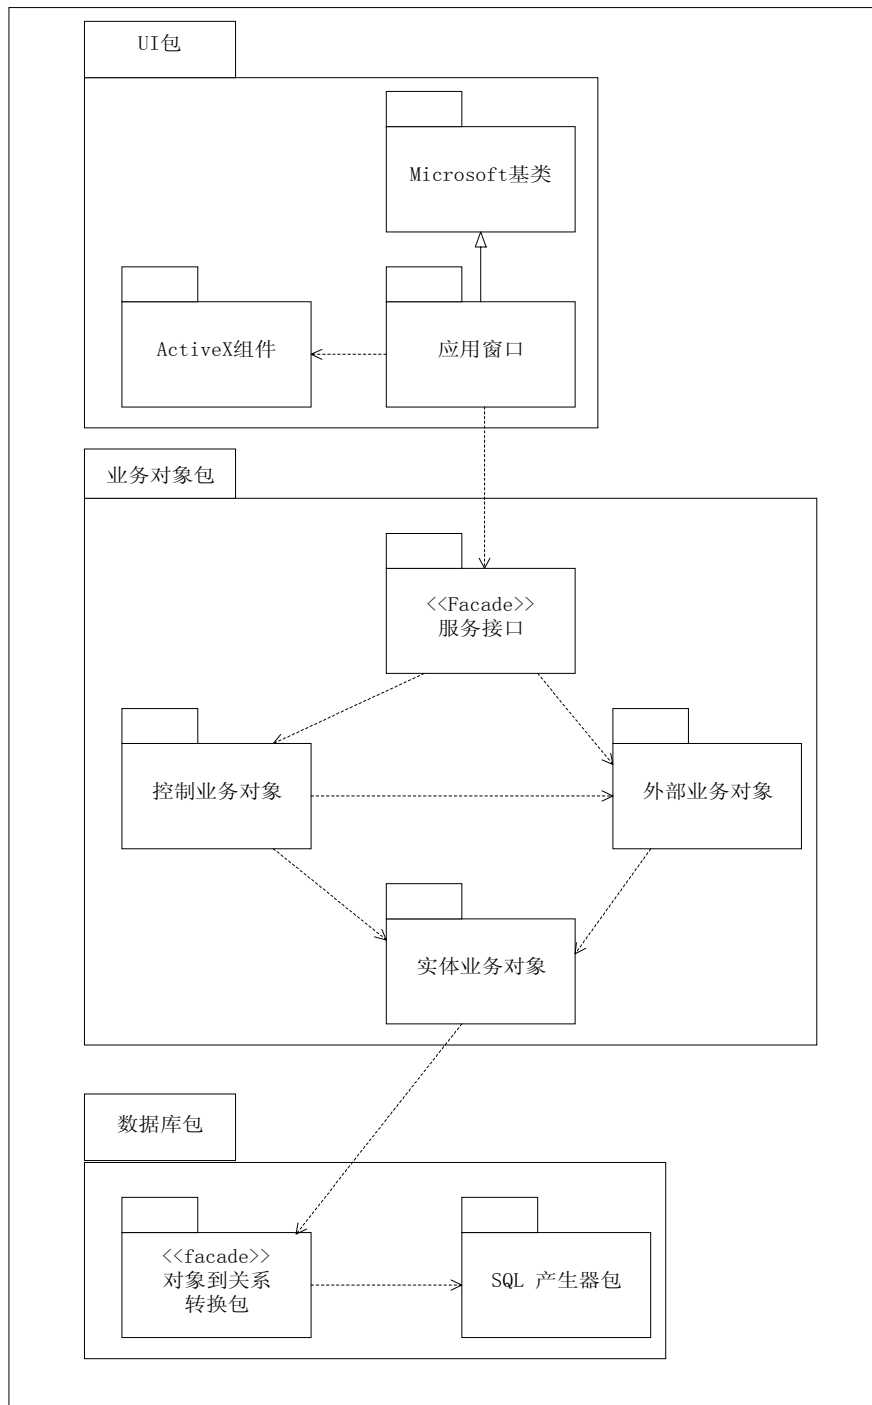 UI包
Microsoft基类
ActiveX组件
应用窗口
业务对象包
<<Facade>>
服务接口
控制业务对象
外部业务对象
实体业务对象
数据库包
<<facade>>
对象到关系
转换包
SQL 产生器包